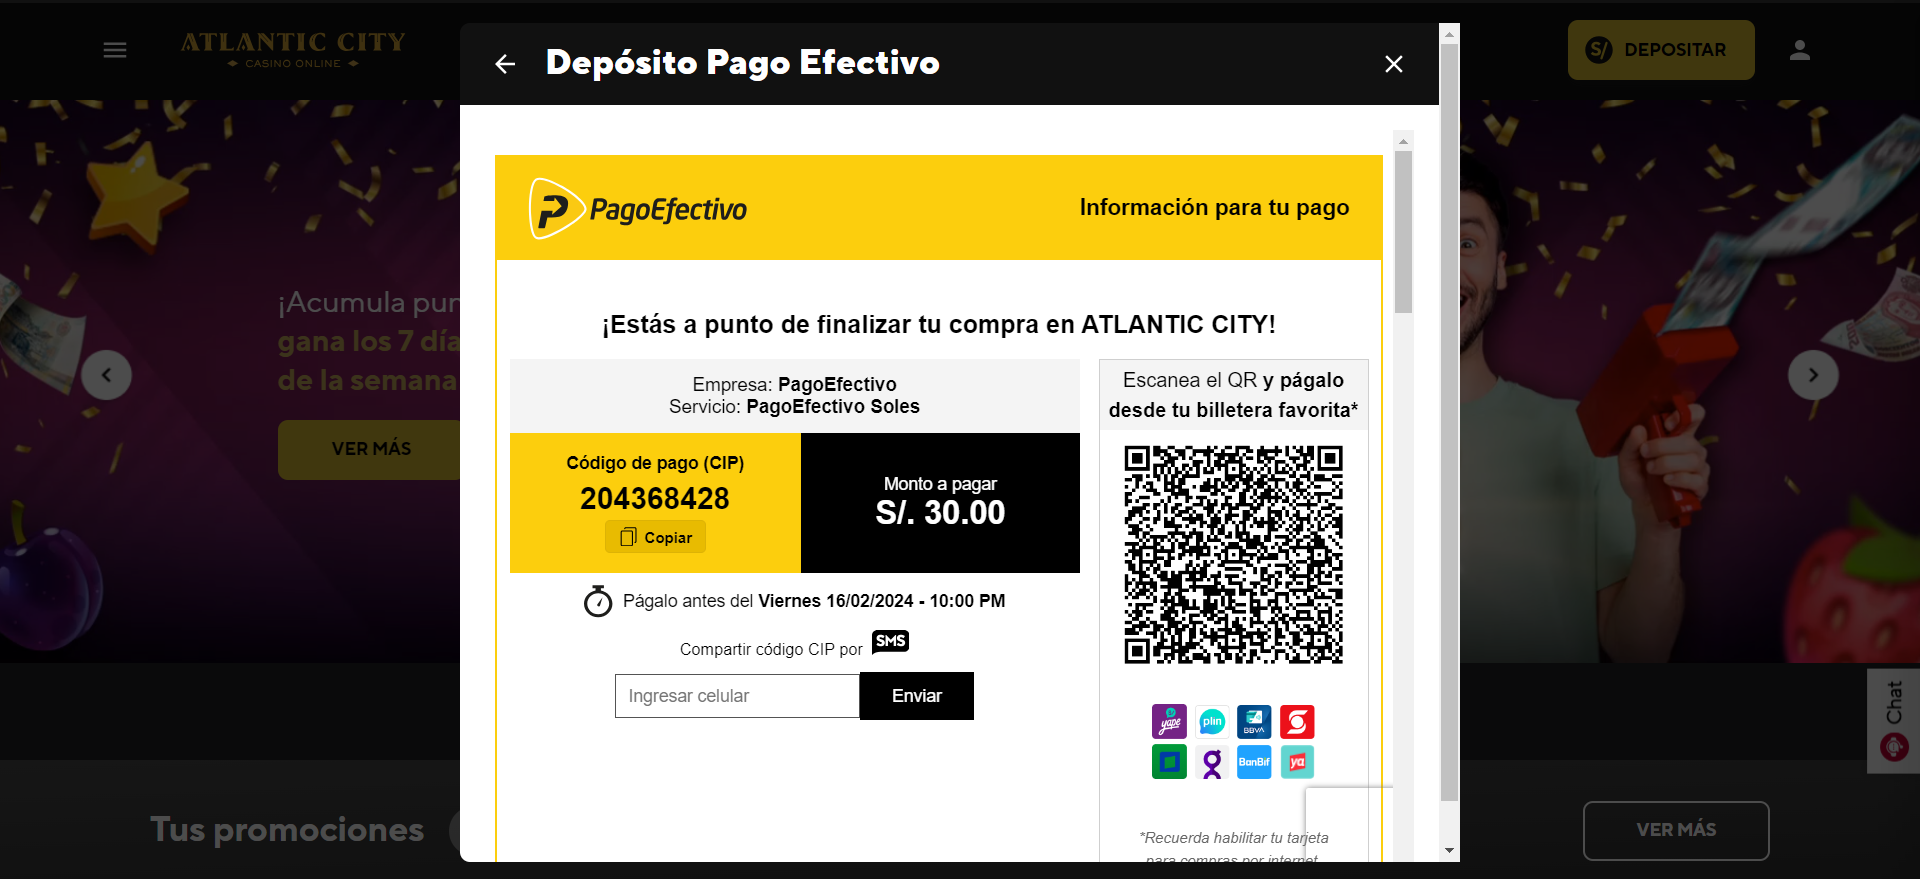 ATLANTIC CITY
CASINO ONLINE
Depósito Pago Efectivo
S/ DEPOSITAR
PagoEfectivo
Información para tu pago
¡Acumula pun
gana los 7 día
de la semana
VER MÁS
¡Estás a punto de finalizar tu compra en ATLANTIC CITY!
Empresa: PagoEfectivo
Servicio: PagoEfectivo Soles
Código de pago (CIP)
204368428
Copiar
Monto a pagar
S/. 30.00
Págalo antes del Viernes 16/02/2024 - 10:00 PM
Compartir código CIP por SMS
Ingresar celular
Enviar
Escanea el QR y págalo
desde tu billetera favorita*
yape plin BBVA
BanBif ya
*Recuerda habilitar tu tarjeta
para compras por internet
Chat
Tus promociones
VER MÁS